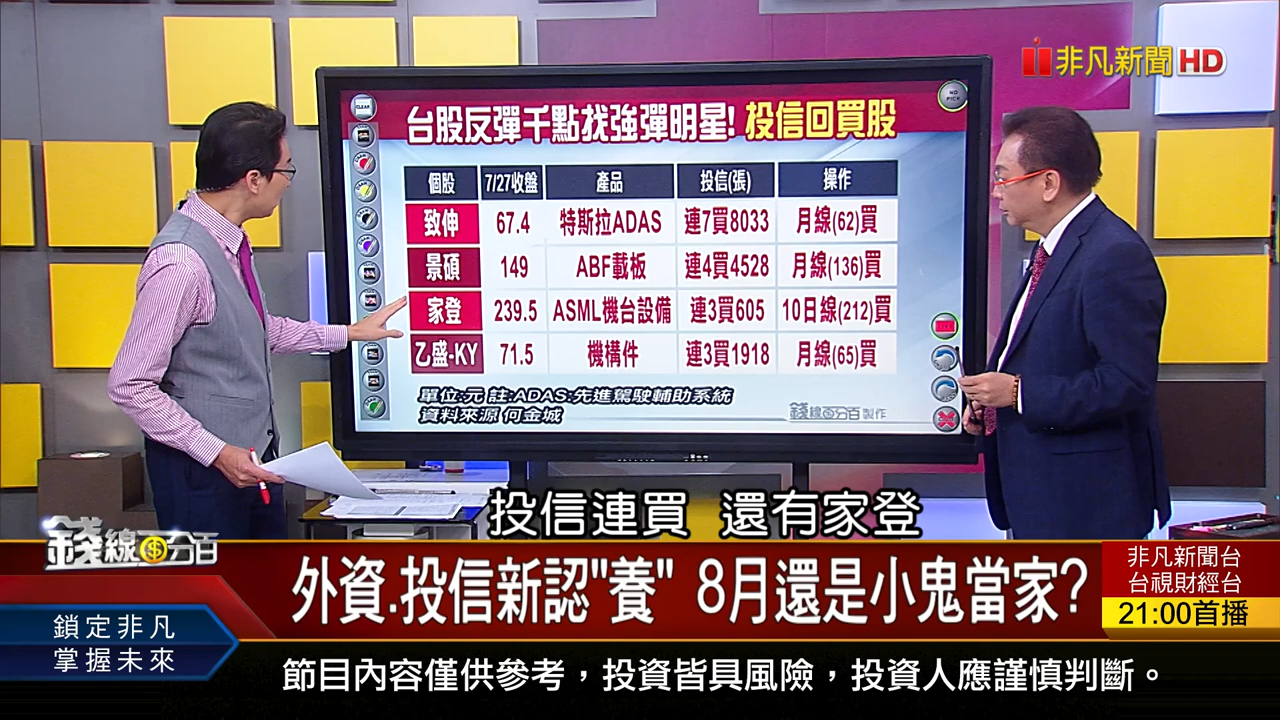 非凡新聞HD
CLEAR
NO PICK
台股反彈千點找強彈明星! 投信回買股
個股 7/27收盤 產品 投信(張) 操作
致伸 67.4 特斯拉ADAS 連7買8033 月線(62)買
景碩 149 ABF載板 連4買4528 月線(136)買
家登 239.5 ASML機台設備 連3買605 10日線(212)買
乙盛-KY 71.5 機構件 連3買1918 月線(65)買
單位:元 註:ADAS:先進駕駛輔助系統
資料來源:何金城
錢線百分百 製作
投信連買 還有家登
錢線百分百
外資.投信新認"養" 8月還是小鬼當家?
非凡新聞台
台視財經台
21:00首播
鎖定非凡
掌握未來
節目內容僅供參考，投資皆具風險，投資人應謹慎判斷。